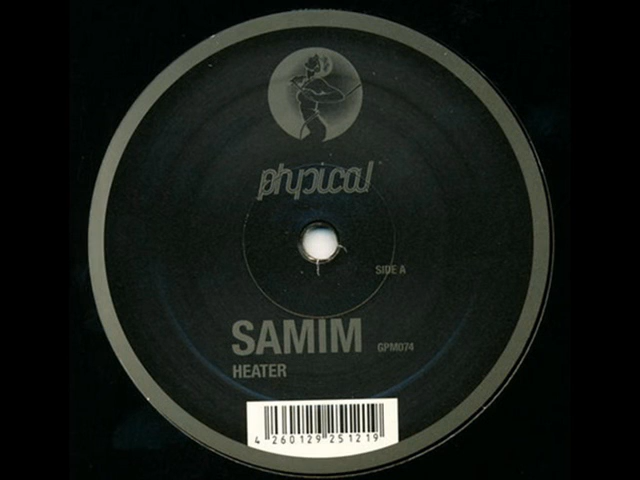 physical
SIDE A
SAMIM GPM074
HEATER
4 260129 251219